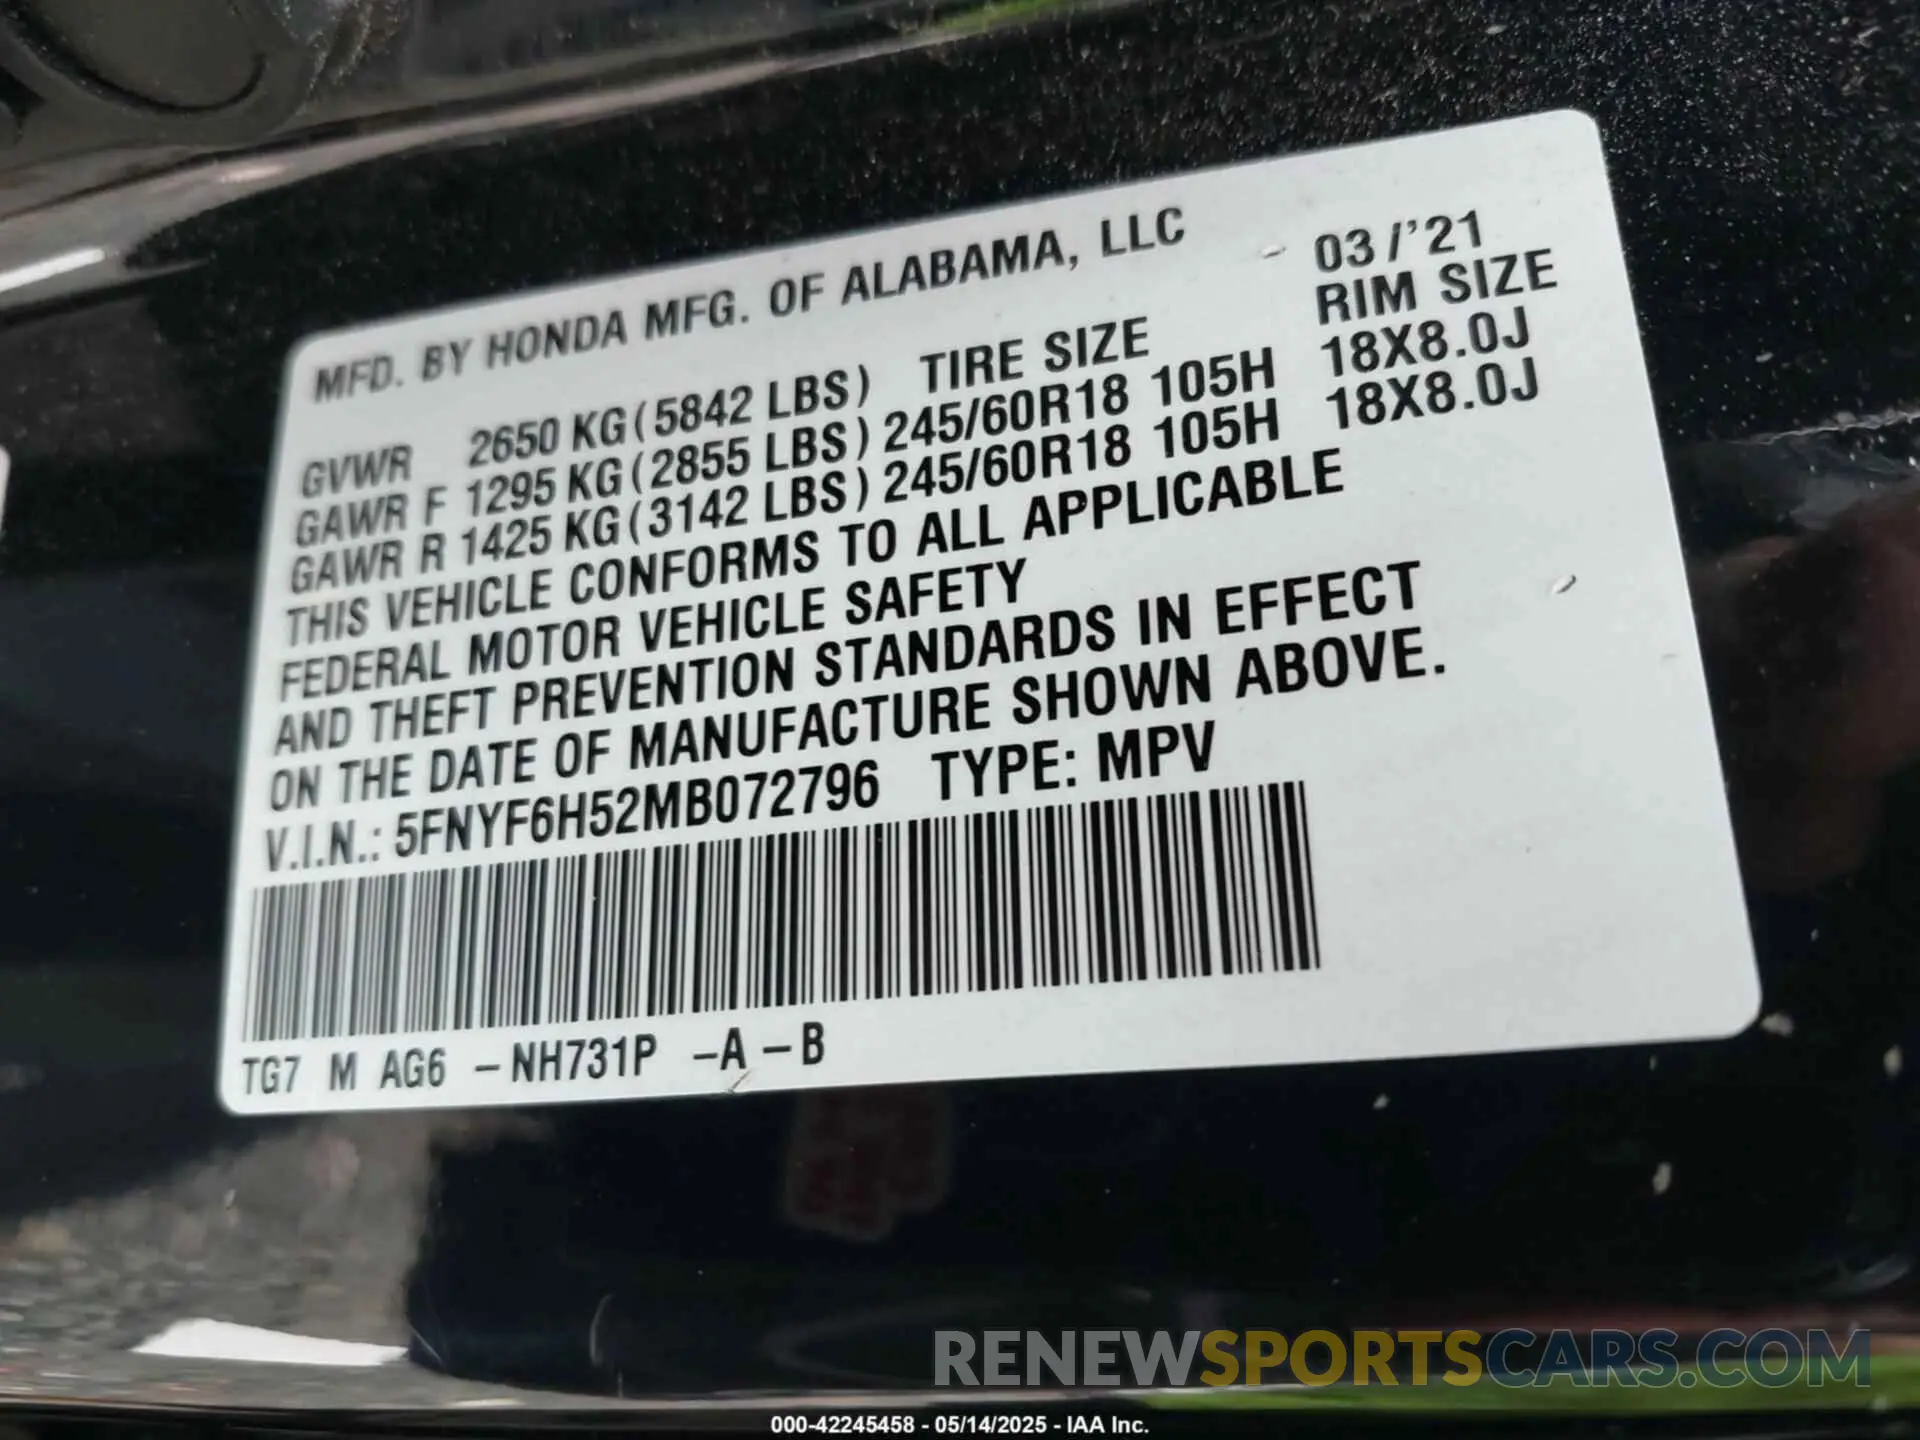 MFD. BY HONDA MFG. OF ALABAMA, LLC 03/'21
TIRE SIZE RIM SIZE
GVWR 2650 KG (5842 LBS)
GAWR F 1295 KG (2855 LBS) 245/60R18 105H 18X8.0J
GAWR R 1425 KG (3142 LBS) 245/60R18 105H 18X8.0J
THIS VEHICLE CONFORMS TO ALL APPLICABLE
FEDERAL MOTOR VEHICLE SAFETY
AND THEFT PREVENTION STANDARDS IN EFFECT
ON THE DATE OF MANUFACTURE SHOWN ABOVE.
V.I.N.: 5FNYF6H52MB072796 TYPE: MPV
TG7 M AG6 –NH731P –A –B
RENEWSPORTSCARS.COM
000-42245458 - 05/14/2025 - IAA Inc.